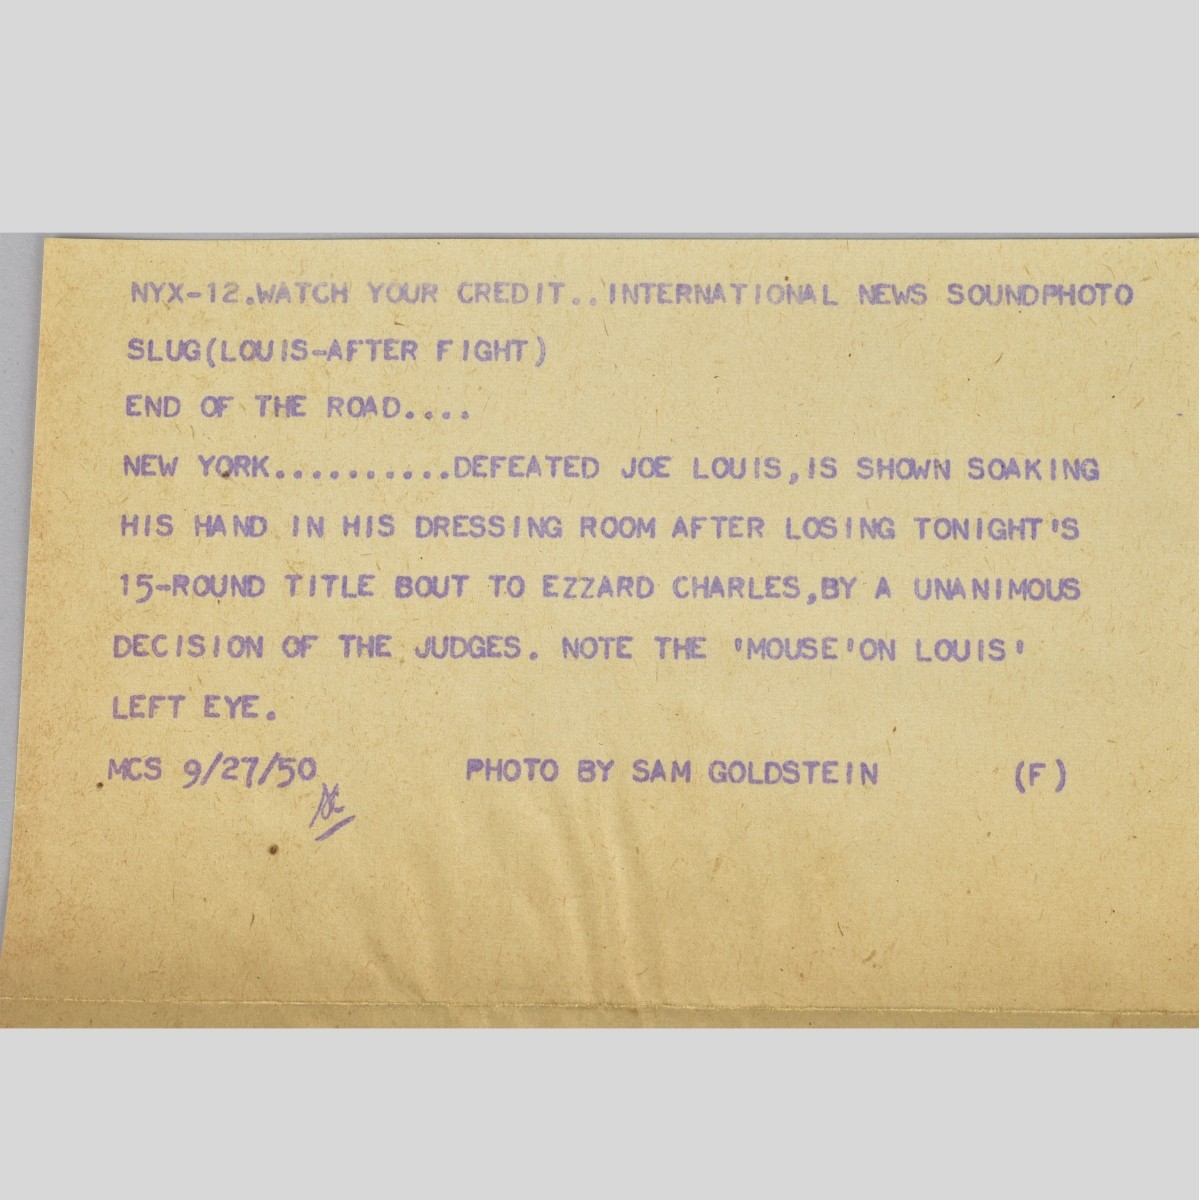 NYX-12.WATCH YOUR CREDIT..INTERNATIONAL NEWS SOUNDPHOTO
SLUG(LOUIS-AFTER FIGHT)
END OF THE ROAD....
NEW YORK..........DEFEATED JOE LOUIS,IS SHOWN SOAKING
HIS HAND IN HIS DRESSING ROOM AFTER LOSING TONIGHT'S
15-ROUND TITLE BOUT TO EZZARD CHARLES,BY A UNANIMOUS
DECISION OF THE JUDGES. NOTE THE 'MOUSE'ON LOUIS'
LEFT EYE.
MCS 9/27/50 PHOTO BY SAM GOLDSTEIN (F)